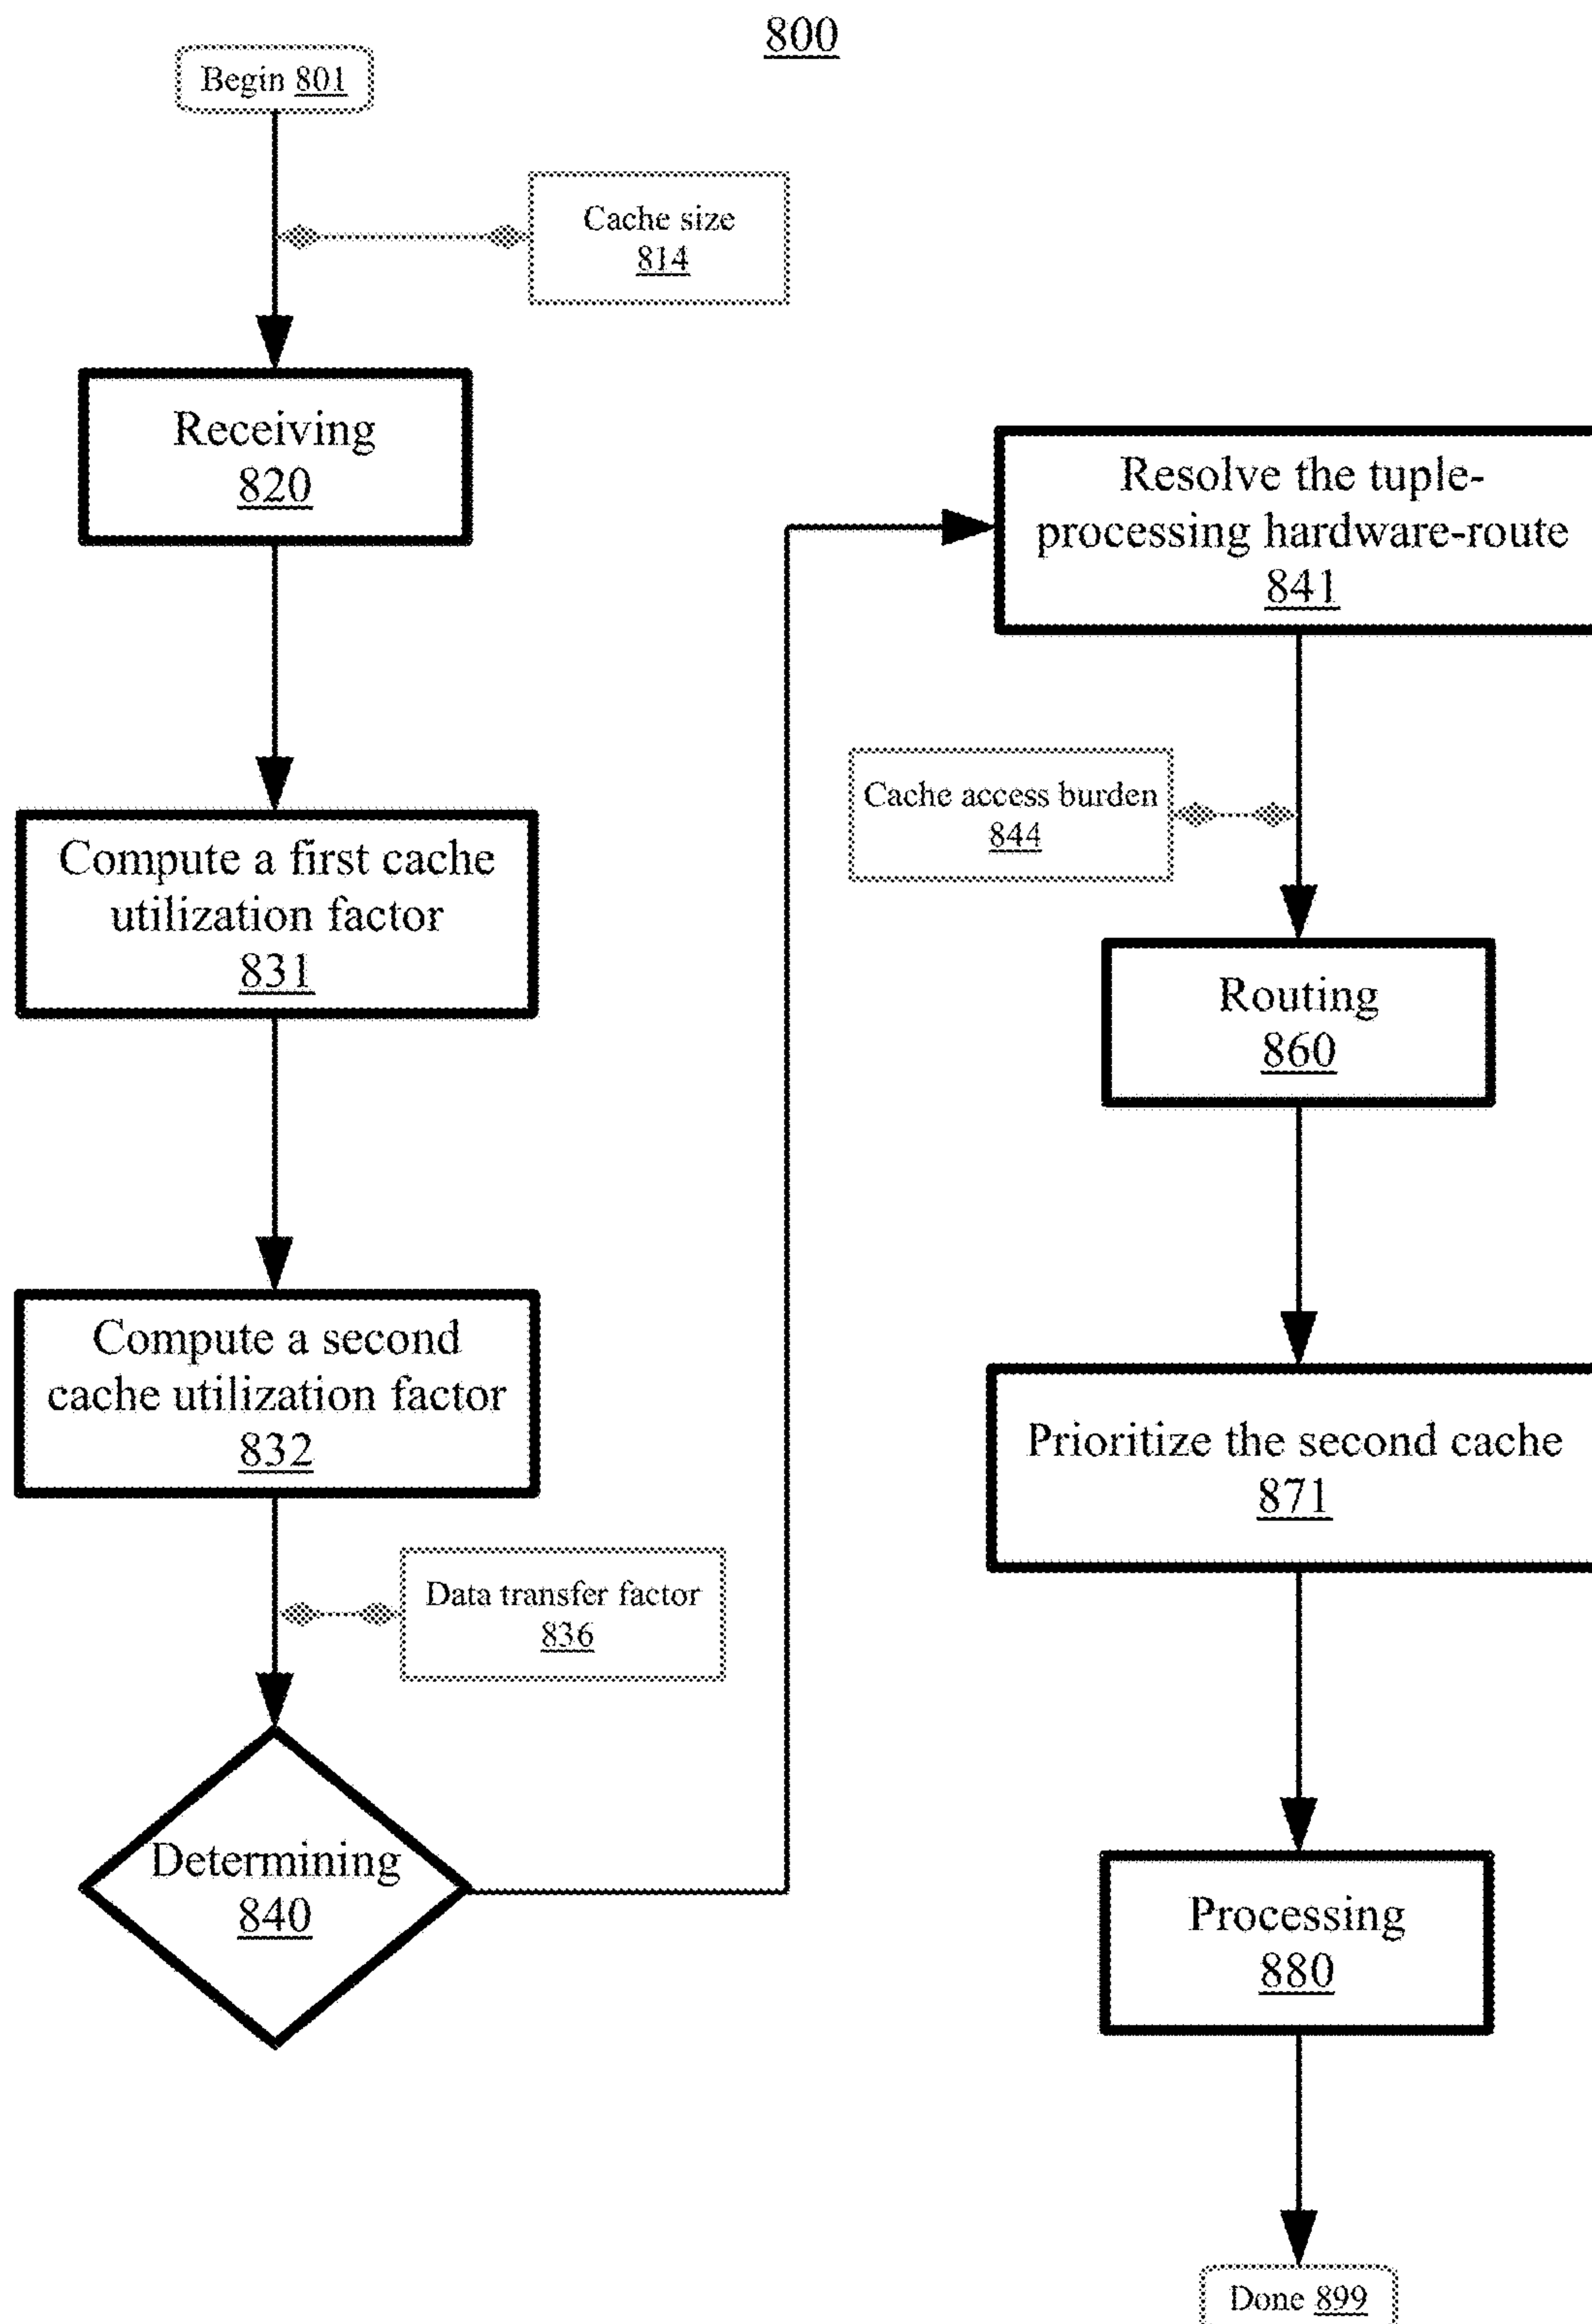 800
Begin 801
Cache size
814
Receiving
820
Compute a first cache
utilization factor
831
Compute a second
cache utilization factor
832
Data transfer factor
836
Determining
840
Resolve the tuple-
processing hardware-route
841
Cache access burden
844
Routing
860
Prioritize the second cache
871
Processing
880
Done 899